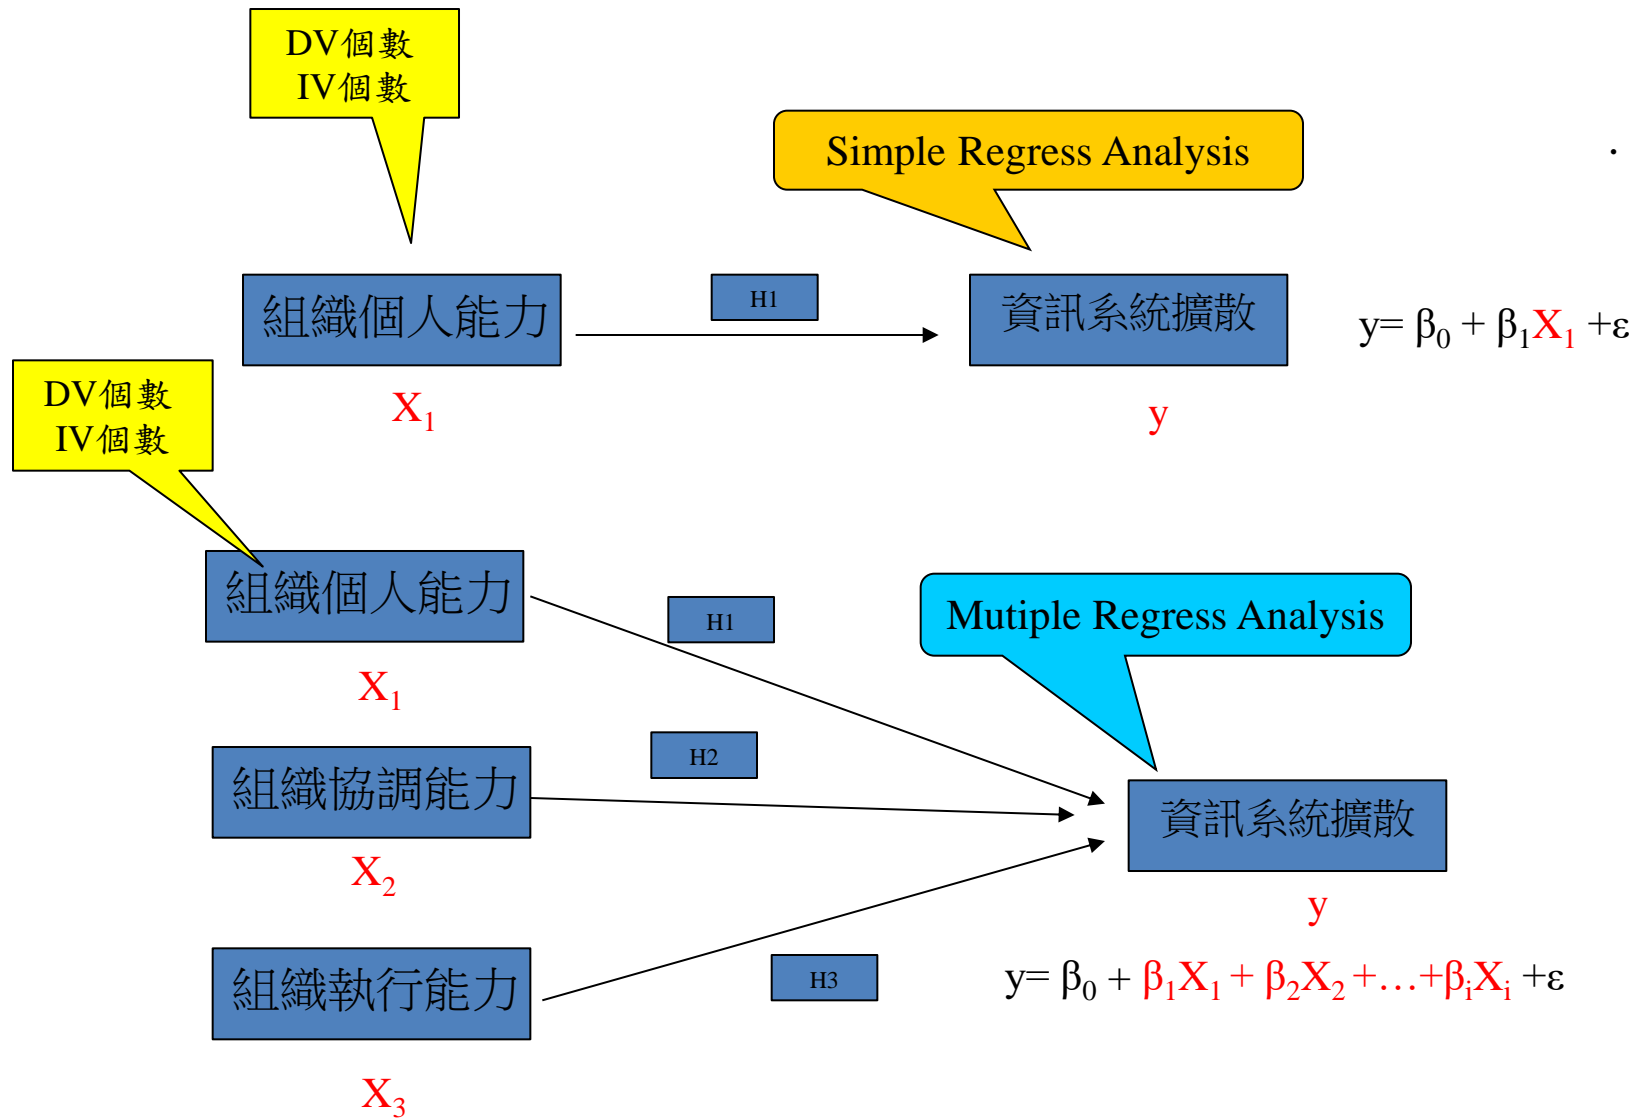 DV個數
IV個數
Simple Regress Analysis
.
組織個人能力
H1
資訊系統擴散
y= β₀ + β₁X₁ +ε
X₁
y
DV個數
IV個數
組織個人能力
H1
Mutiple Regress Analysis
X₁
組織協調能力
H2
資訊系統擴散
X₂
y
組織執行能力
H3
y= β₀ + β₁X₁ + β₂X₂ +…+βᵢXᵢ +ε
X₃